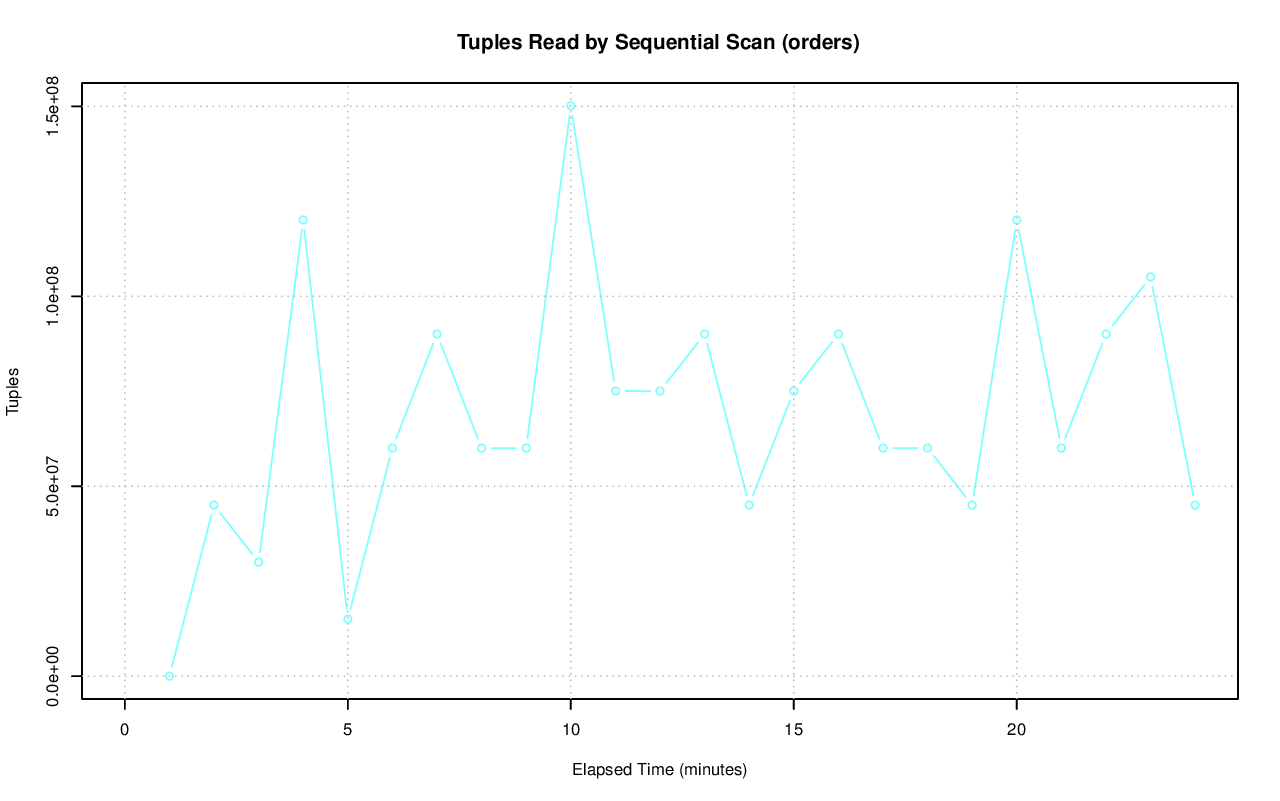 Tuples Read by Sequential Scan (orders)
1.5e+08
1.0e+08
5.0e+07
0.0e+00
Tuples
0 5 10 15 20
Elapsed Time (minutes)